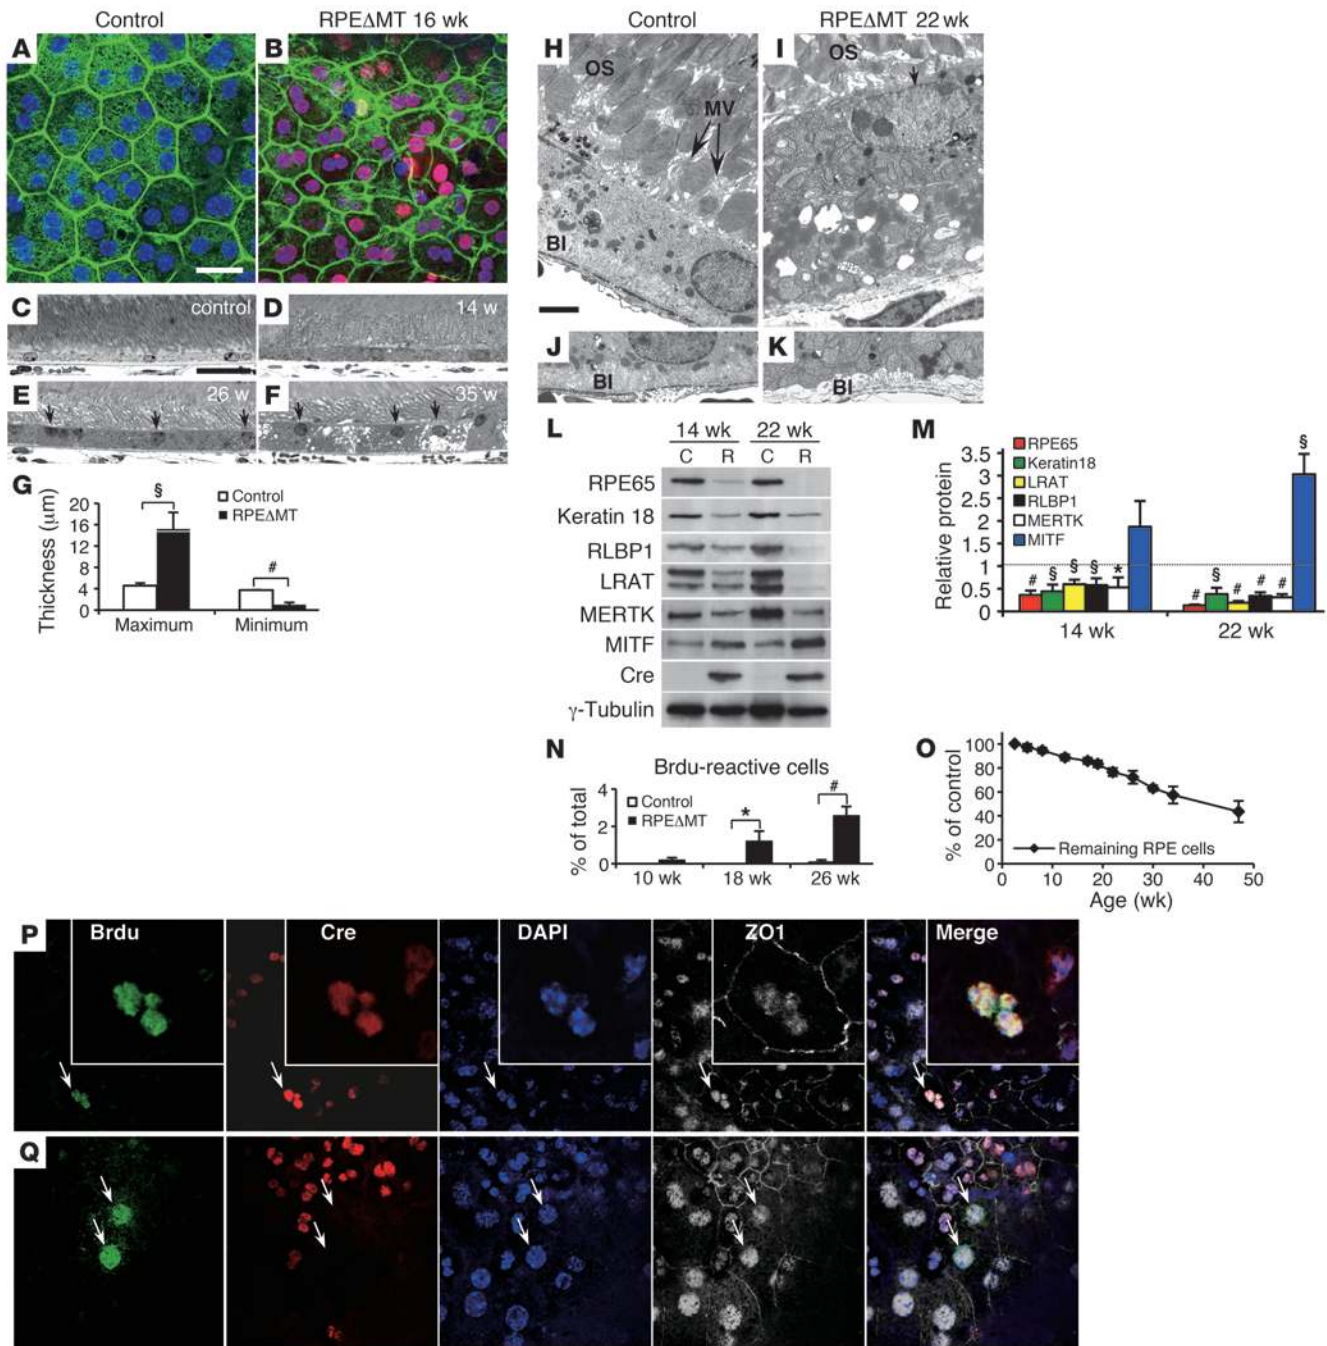 Control
RPEΔMT 16 wk
A
B
C
control
D
14 w
E
26 w
F
35 w
G
Thickness (μm)
20
16
12
8
4
0
§
#
Control
RPEΔMT
Maximum
Minimum
Control
RPEΔMT 22 wk
H
OS
MV
BI
I
OS
J
BI
K
BI
L
14 wk
22 wk
C
R
C
R
RPE65
Keratin 18
RLBP1
LRAT
MERTK
MITF
Cre
γ-Tubulin
M
RPE65
Keratin18
LRAT
RLBP1
MERTK
MITF
Relative protein
3.5
3
2.5
2
1.5
1
0.5
0
# § § § *
# § # # # §
14 wk
22 wk
N
Brdu-reactive cells
% of total
4
2
0
Control
RPEΔMT
*
#
10 wk
18 wk
26 wk
O
% of control
100
80
60
40
20
0
Remaining RPE cells
0 10 20 30 40 50
Age (wk)
P
Brdu
Cre
DAPI
ZO1
Merge
Q